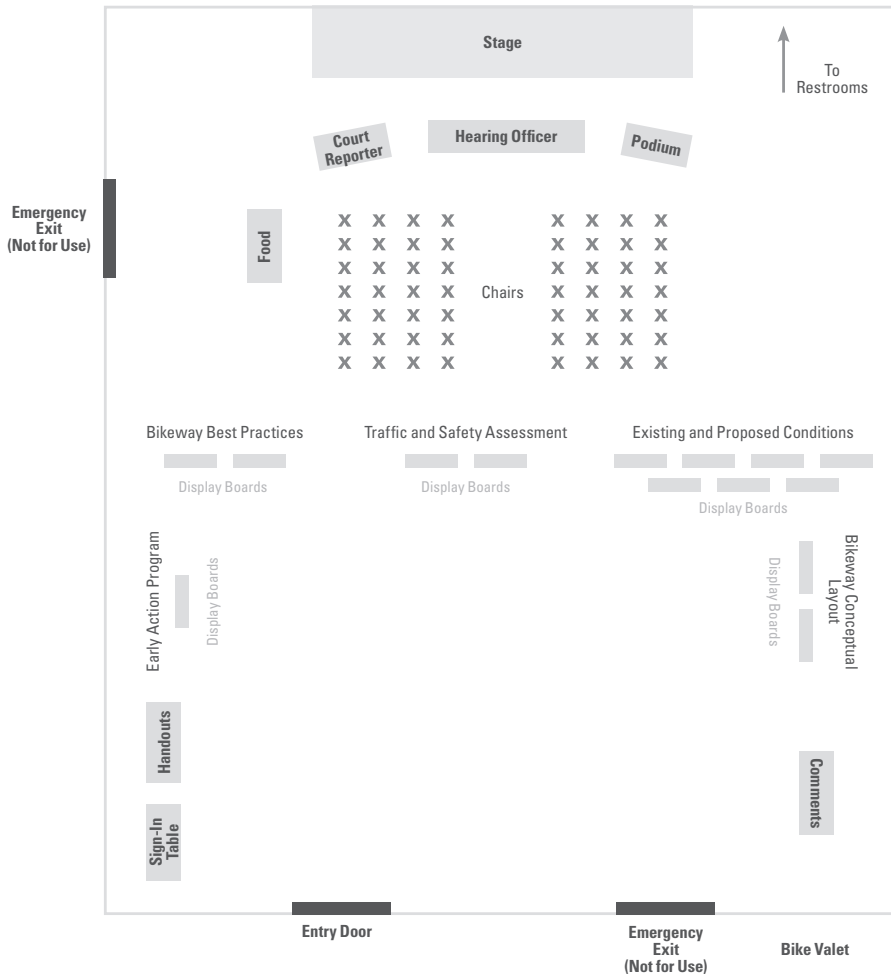 Stage
To
Restrooms
Court
Reporter
Hearing Officer
Podium
Emergency
Exit
(Not for Use)
Food
X X X X X X X X
X X X X X X X X
X X X X X X X X
X X X X Chairs X X X X
X X X X X X X X
X X X X X X X X
X X X X X X X X
Bikeway Best Practices
Traffic and Safety Assessment
Existing and Proposed Conditions
Display Boards
Display Boards
Display Boards
Early Action Program
Display Boards
Display Boards
Bikeway Conceptual
Layout
Handouts
Comments
Sign-In
Table
Entry Door
Emergency
Exit
(Not for Use)
Bike Valet